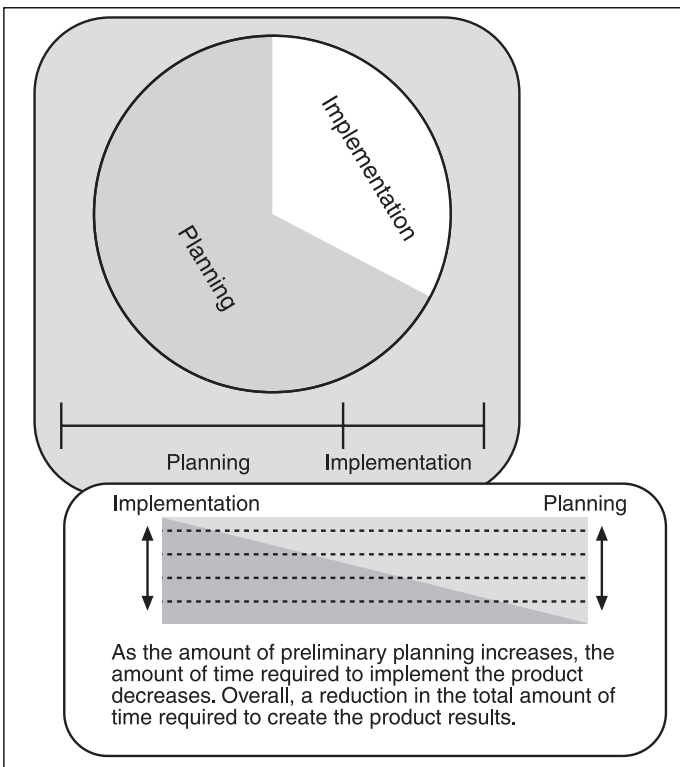 Implementation
Planning
Planning Implementation
Implementation Planning
As the amount of preliminary planning increases, the
amount of time required to implement the product
decreases. Overall, a reduction in the total amount of
time required to create the product results.